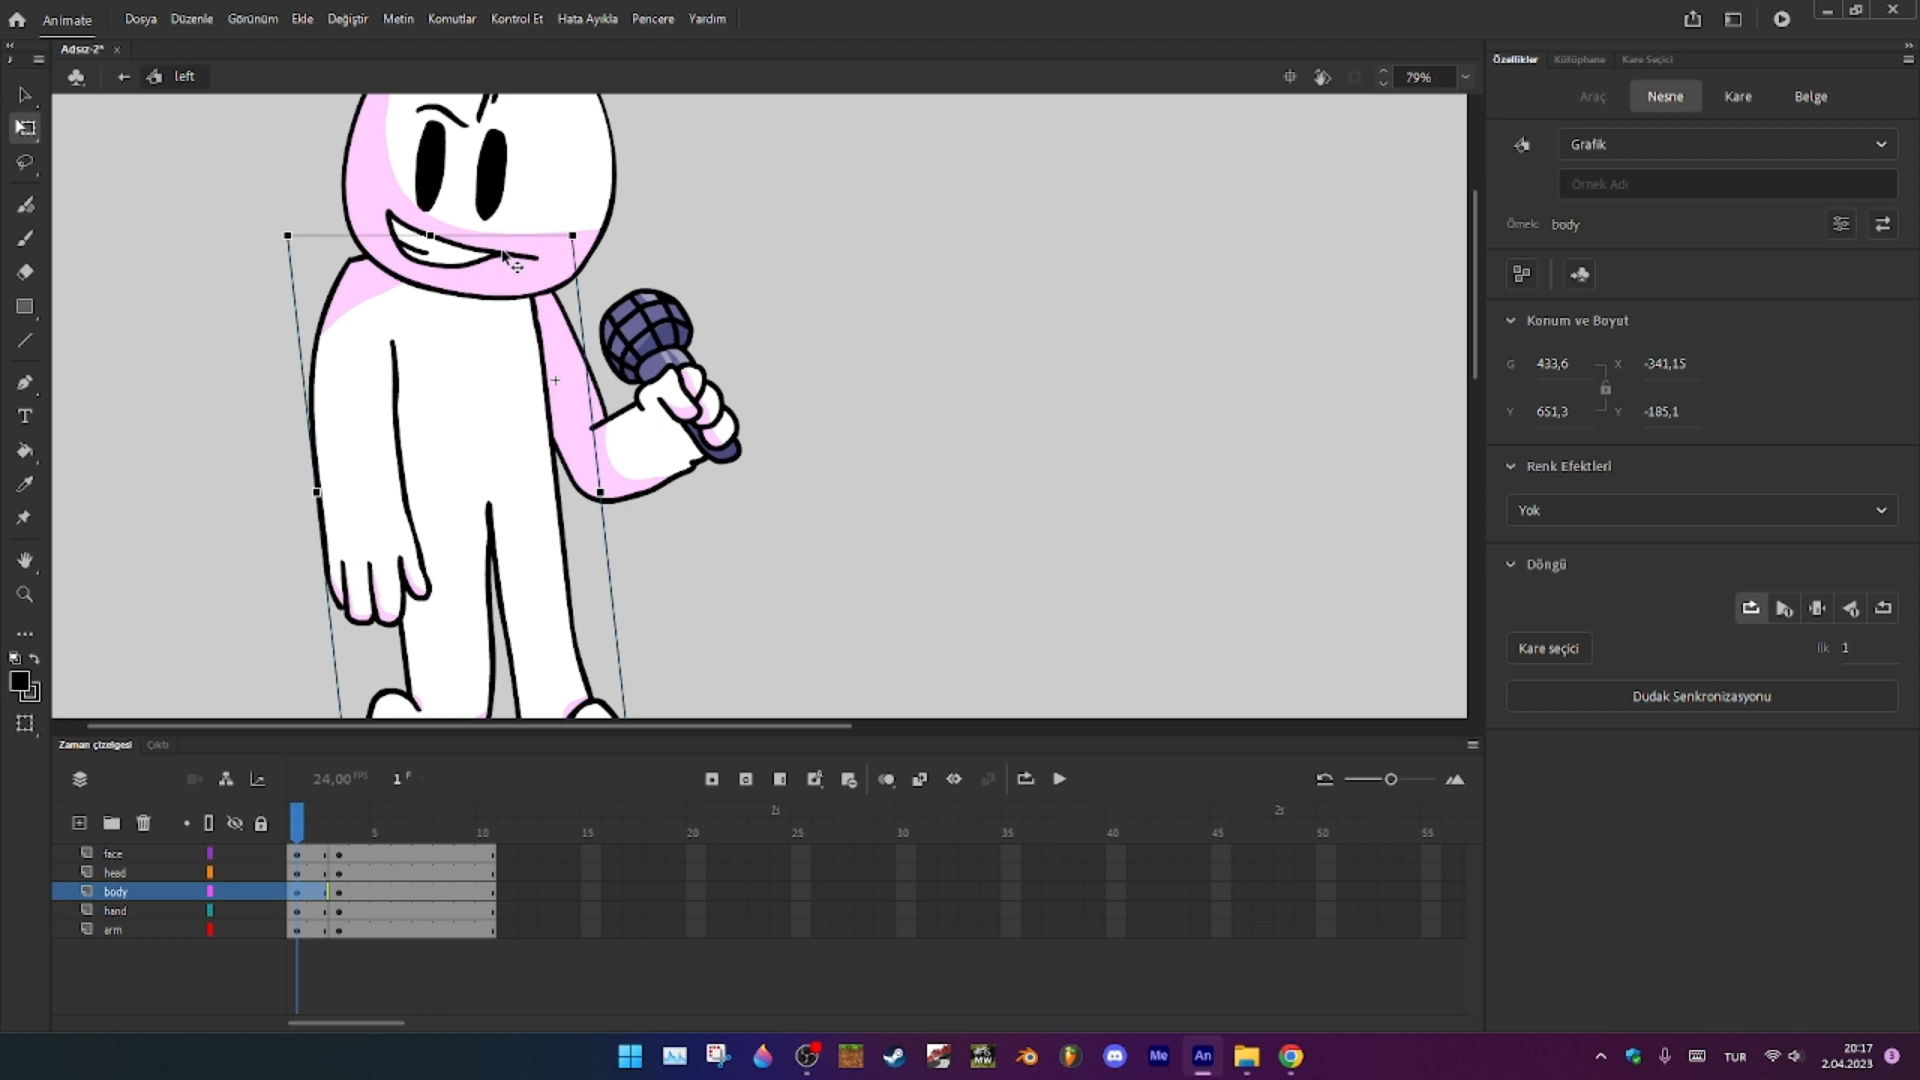 Animate
Dosya
Düzenle
Görünüm
Ekle
Değiştir
Metin
Komutlar
Kontrol Et
Hata Ayıkla
Pencere
Yardım
Adsız-2*
left
79%
Özellikler
Kütüphane
Kare Seçici
Araç
Nesne
Kare
Belge
Grafik
Örnek Adı
Örnek: body
Konum ve Boyut
G 433,6 X -341,15
Y 651,3 Y -185,1
Renk Efektleri
Yok
Döngü
Kare seçici
İlk 1
Dudak Senkronizasyonu
Zaman çizelgesi
Çıktı
24,00 FPS
1 F
1s
2s
5 10 15 20 25 30 35 40 45 50 55
face
head
body
hand
arm
MW
Me
An
TUR
20:17
2.04.2023
3